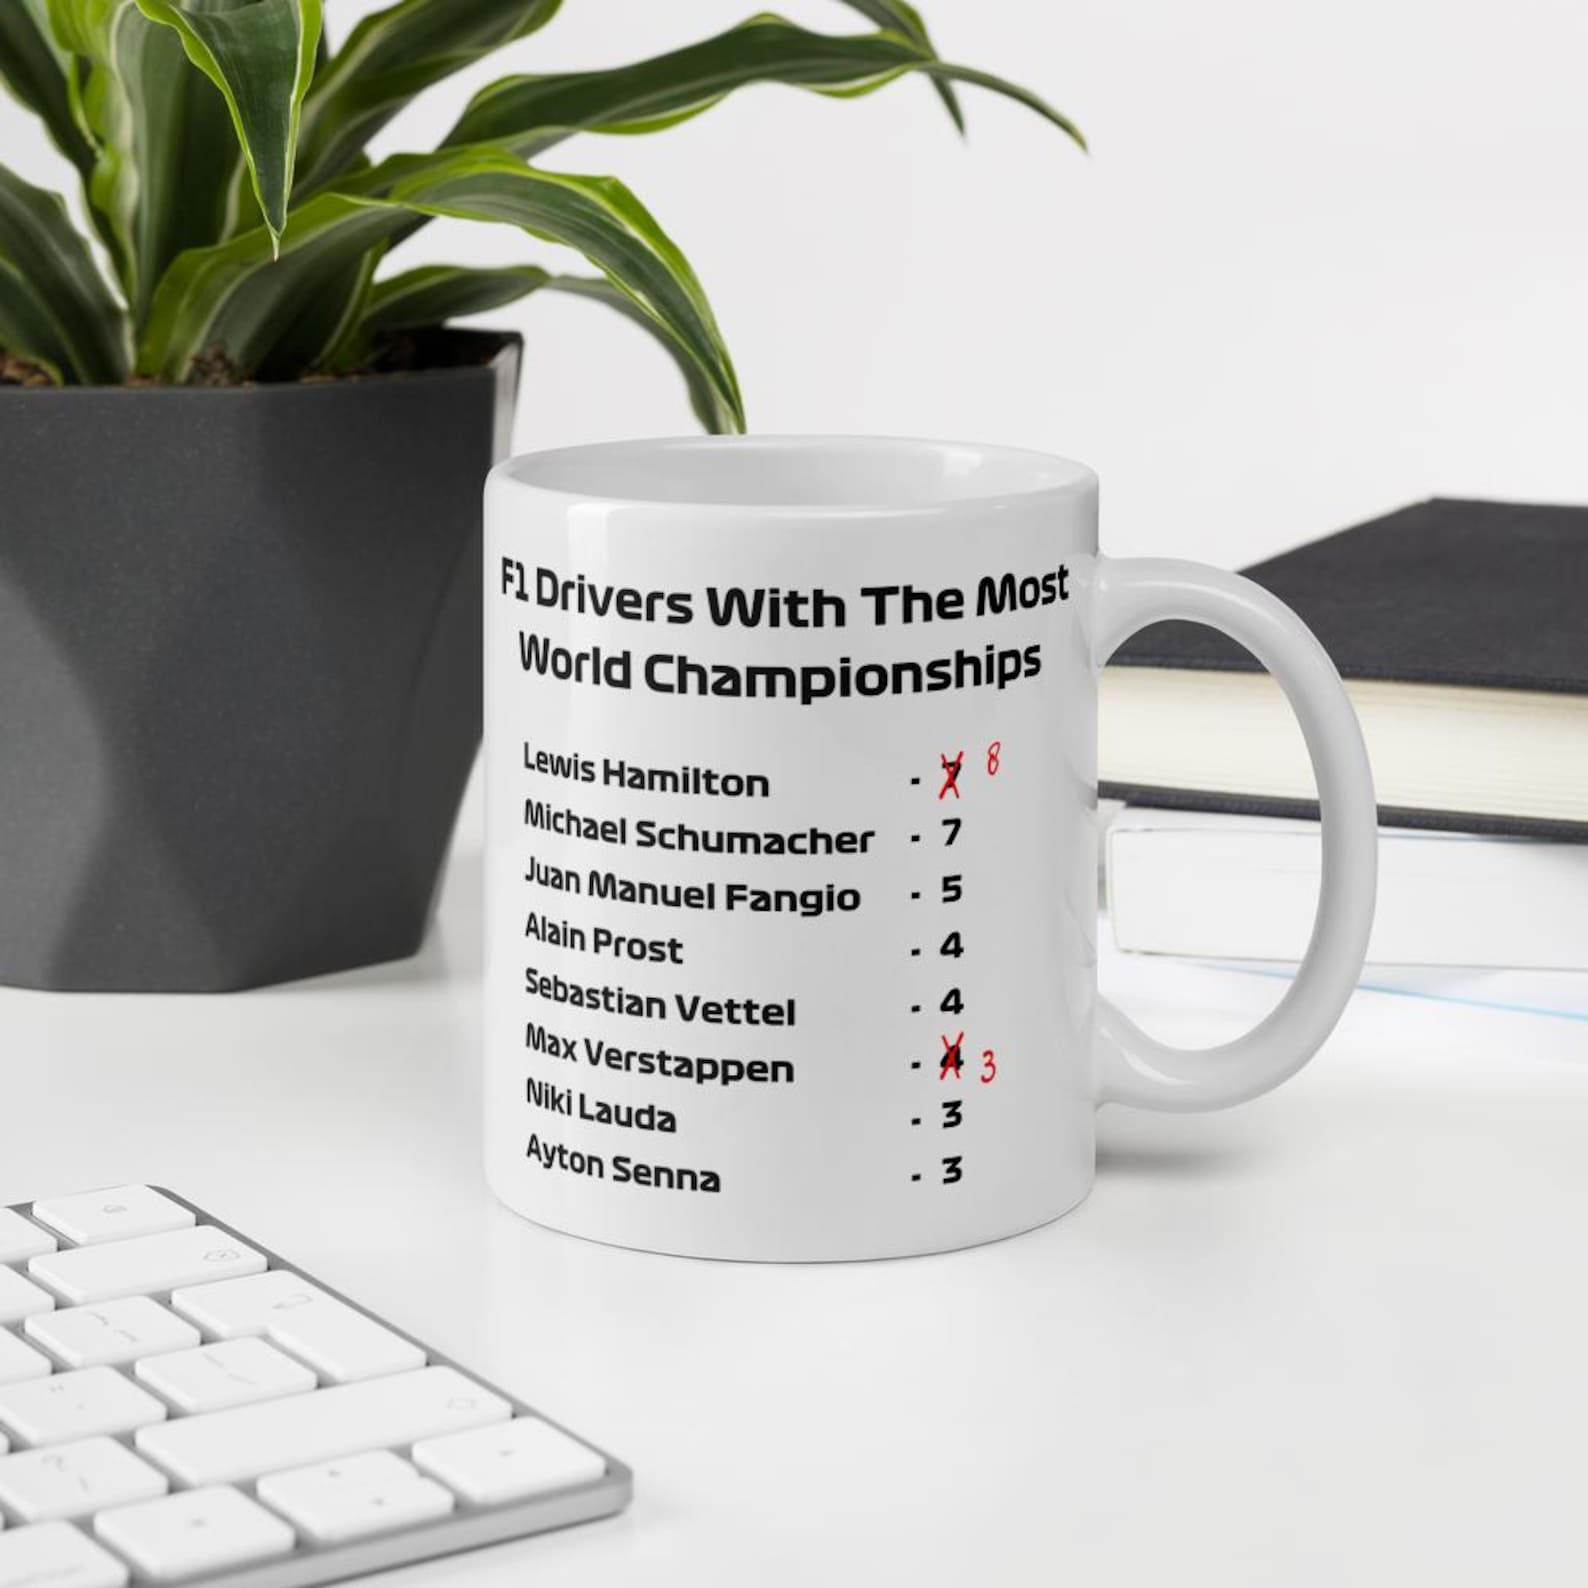 F1 Drivers With The Most
World Championships
Lewis Hamilton - 7 8
Michael Schumacher - 7
Juan Manuel Fangio - 5
Alain Prost - 4
Sebastian Vettel - 4
Max Verstappen - 4 3
Niki Lauda - 3
Ayton Senna - 3